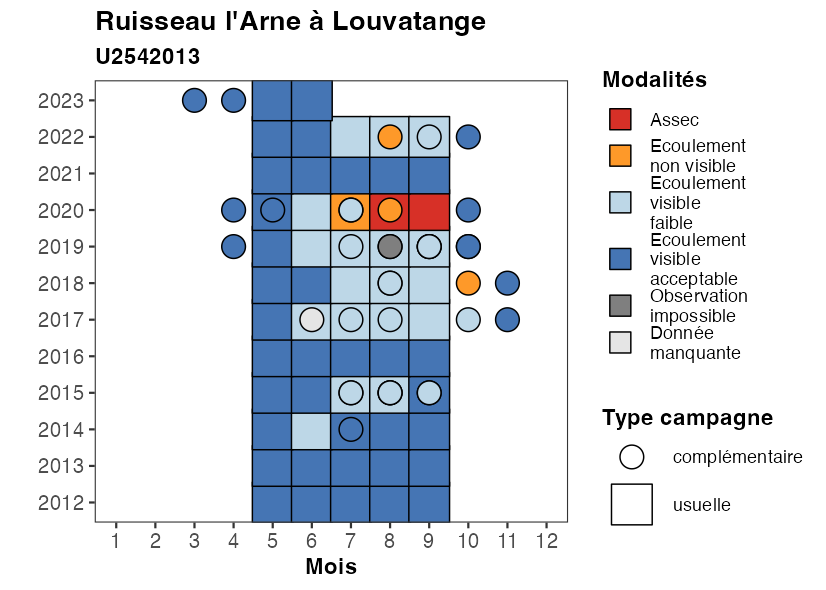 Ruisseau l'Arne à Louvatange
U2542013
2023
2022
2021
2020
2019
2018
2017
2016
2015
2014
2013
2012
1 2 3 4 5 6 7 8 9 10 11 12
Mois
Modalités
Assec
Ecoulement
non visible
Ecoulement
visible
faible
Ecoulement
visible
acceptable
Observation
impossible
Donnée
manquante
Type campagne
complémentaire
usuelle